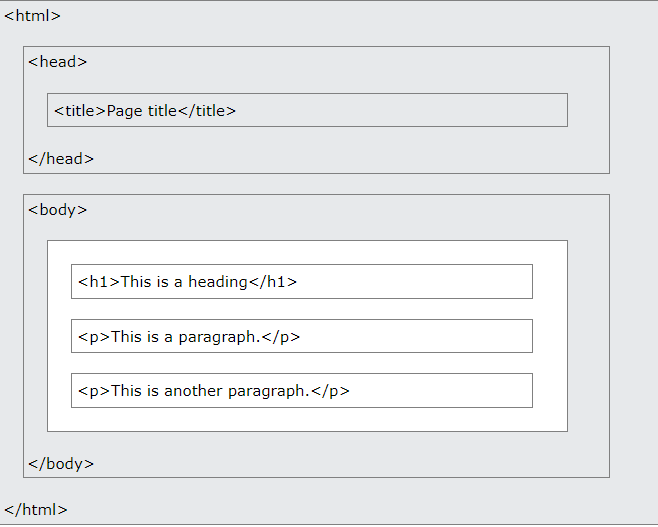 <html>
<head>
<title>Page title</title>
</head>
<body>
<h1>This is a heading</h1>
<p>This is a paragraph.</p>
<p>This is another paragraph.</p>
</body>
</html>